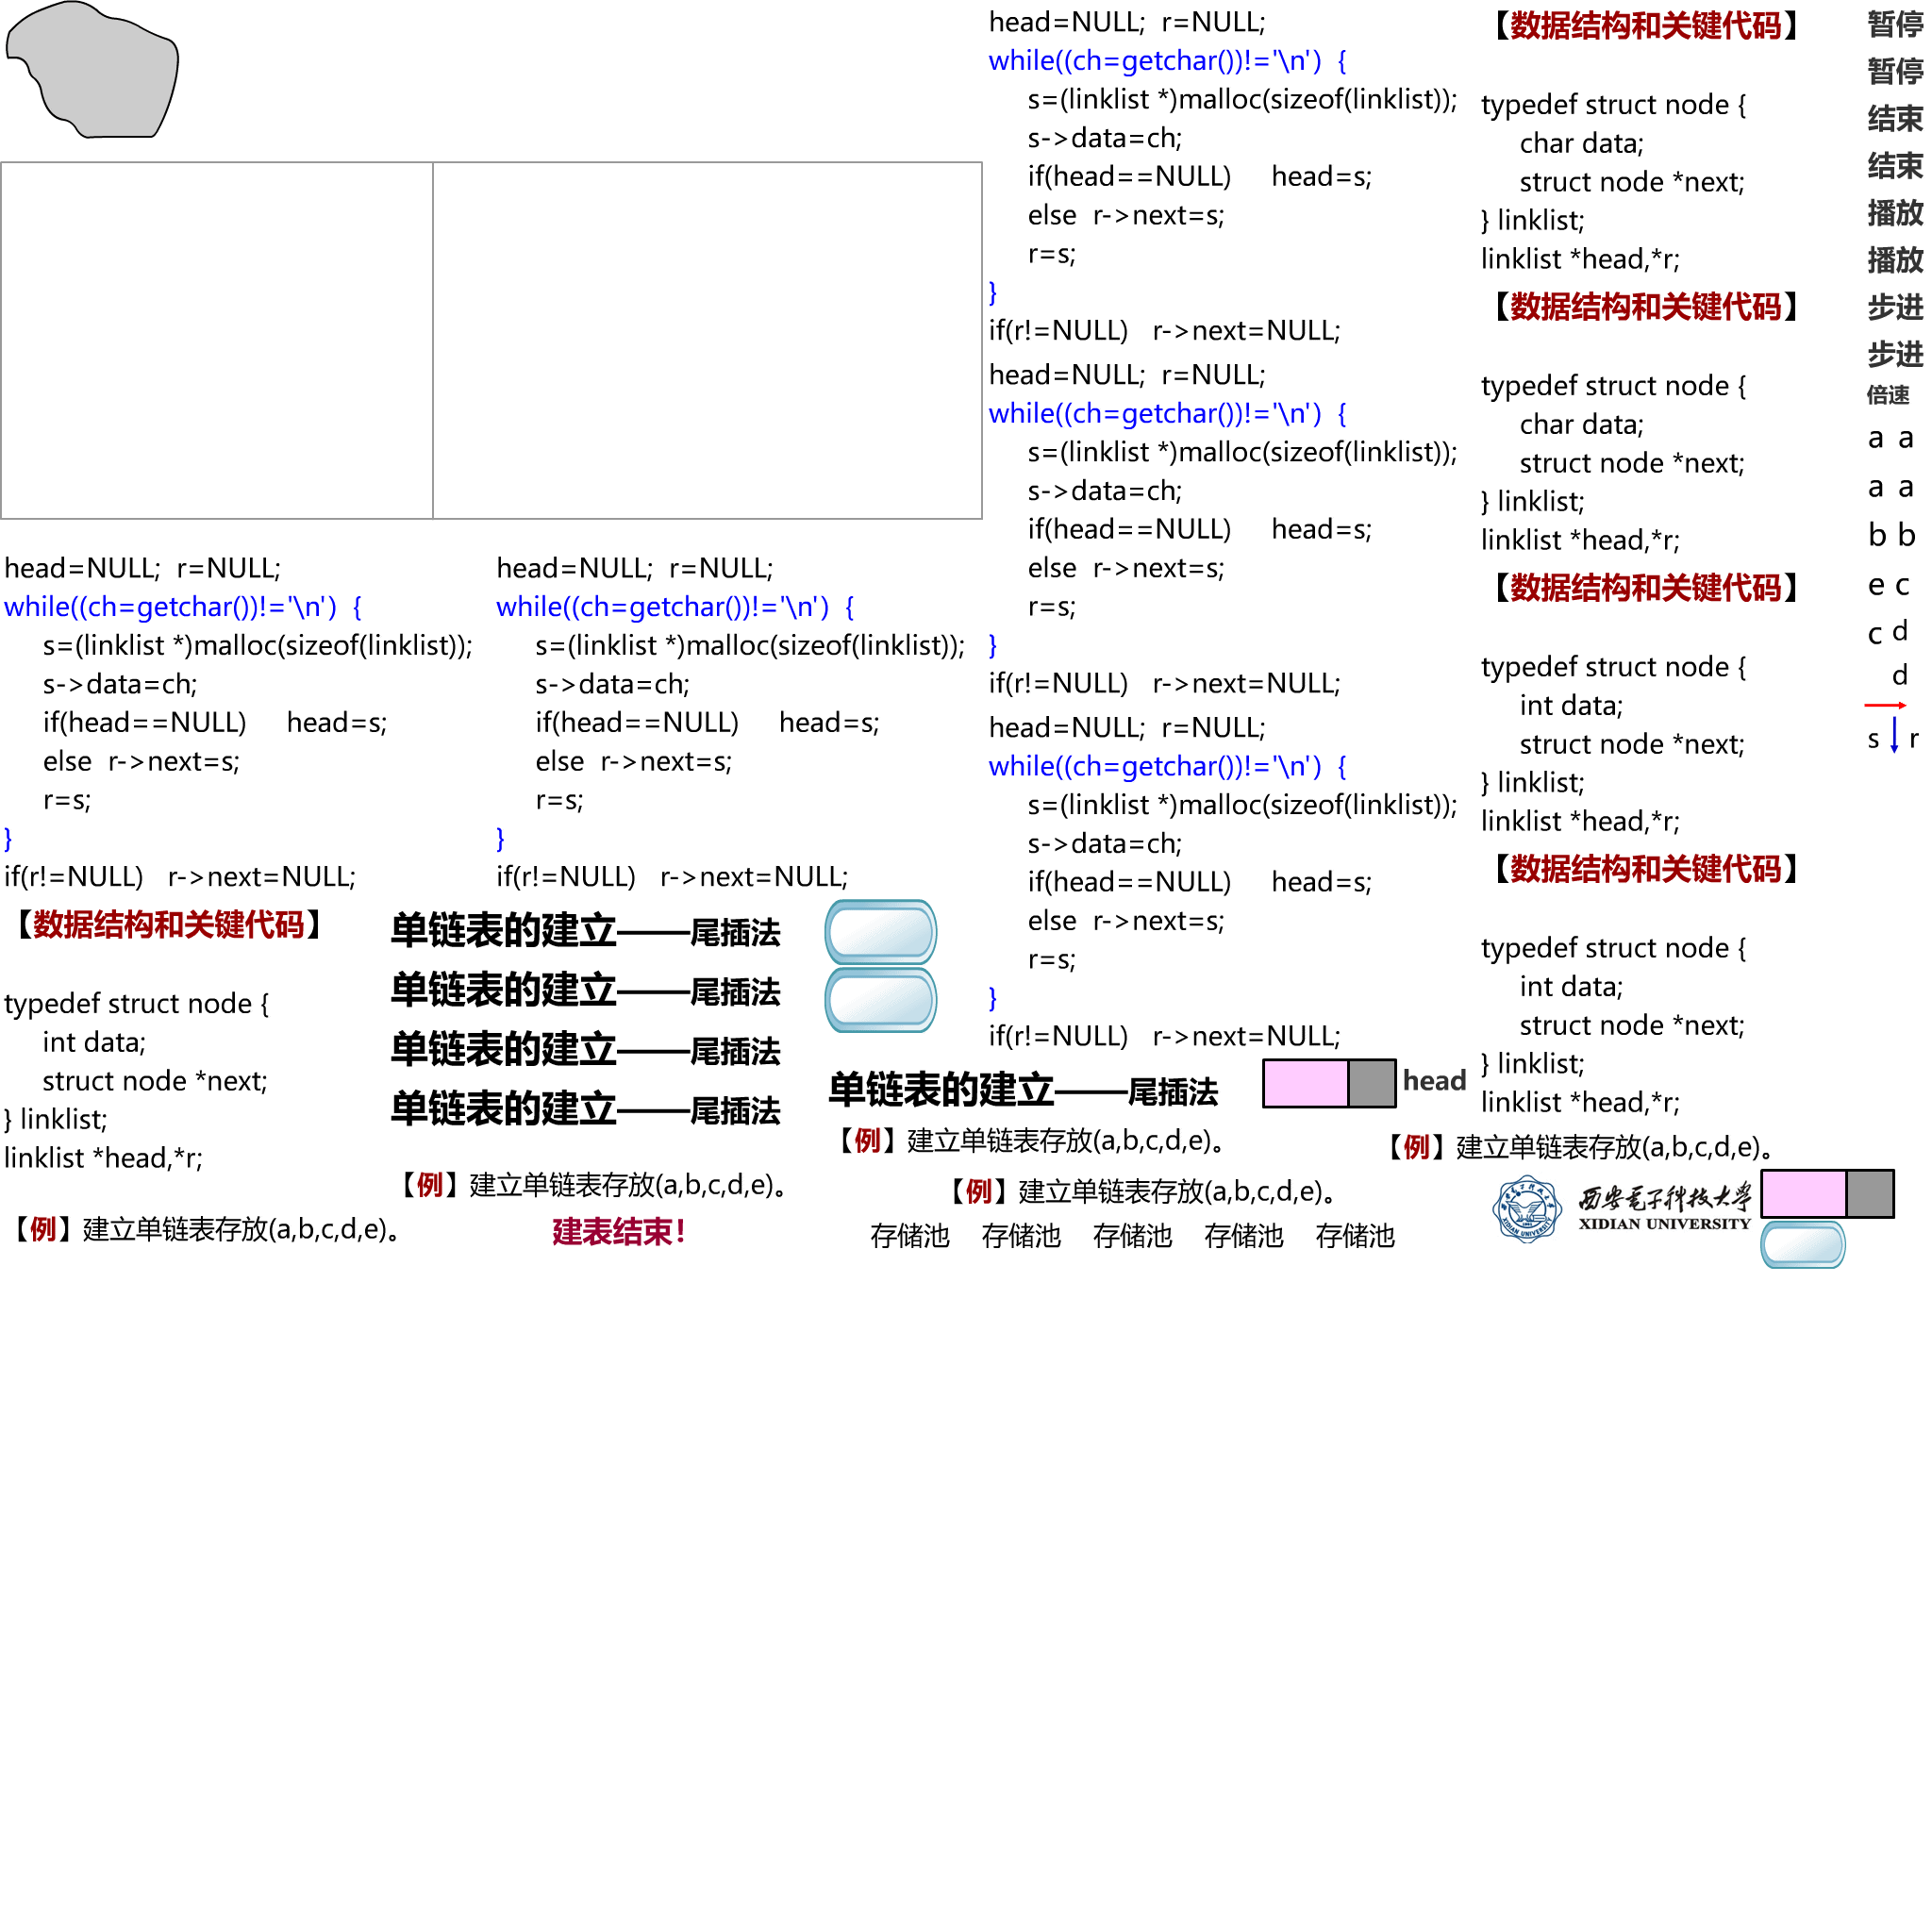 head=NULL;  r=NULL;
while((ch=getchar())!='\n')  {
s=(linklist *)malloc(sizeof(linklist));
s->data=ch;
if(head==NULL)     head=s;
else  r->next=s;
r=s;
}
if(r!=NULL)   r->next=NULL;
head=NULL;  r=NULL;
while((ch=getchar())!='\n')  {
s=(linklist *)malloc(sizeof(linklist));
s->data=ch;
if(head==NULL)     head=s;
else  r->next=s;
r=s;
}
if(r!=NULL)   r->next=NULL;
head=NULL;  r=NULL;
while((ch=getchar())!='\n')  {
s=(linklist *)malloc(sizeof(linklist));
s->data=ch;
if(head==NULL)     head=s;
else  r->next=s;
r=s;
}
if(r!=NULL)   r->next=NULL;
head=NULL;  r=NULL;
while((ch=getchar())!='\n')  {
s=(linklist *)malloc(sizeof(linklist));
s->data=ch;
if(head==NULL)     head=s;
else  r->next=s;
r=s;
}
if(r!=NULL)   r->next=NULL;
head=NULL;  r=NULL;
while((ch=getchar())!='\n')  {
s=(linklist *)malloc(sizeof(linklist));
s->data=ch;
if(head==NULL)     head=s;
else  r->next=s;
r=s;
}
if(r!=NULL)   r->next=NULL;
【数据结构和关键代码】
typedef struct node {
char data;
struct node *next;
} linklist;
linklist *head,*r;
【数据结构和关键代码】
typedef struct node {
char data;
struct node *next;
} linklist;
linklist *head,*r;
【数据结构和关键代码】
typedef struct node {
int data;
struct node *next;
} linklist;
linklist *head,*r;
【数据结构和关键代码】
typedef struct node {
int data;
struct node *next;
} linklist;
linklist *head,*r;
暂停
暂停
结束
结束
播放
播放
步进
步进
倍速
a a
a a
b b
e c
c d
d
s r
【数据结构和关键代码】
typedef struct node {
int data;
struct node *next;
} linklist;
linklist *head,*r;
【例】建立单链表存放(a,b,c,d,e)。
单链表的建立——尾插法
单链表的建立——尾插法
单链表的建立——尾插法
单链表的建立——尾插法
【例】建立单链表存放(a,b,c,d,e)。
建表结束！
单链表的建立——尾插法
head
【例】建立单链表存放(a,b,c,d,e)。
【例】建立单链表存放(a,b,c,d,e)。
【例】建立单链表存放(a,b,c,d,e)。
存储池 存储池 存储池 存储池 存储池
西安电子科技大学
XIDIAN UNIVERSITY